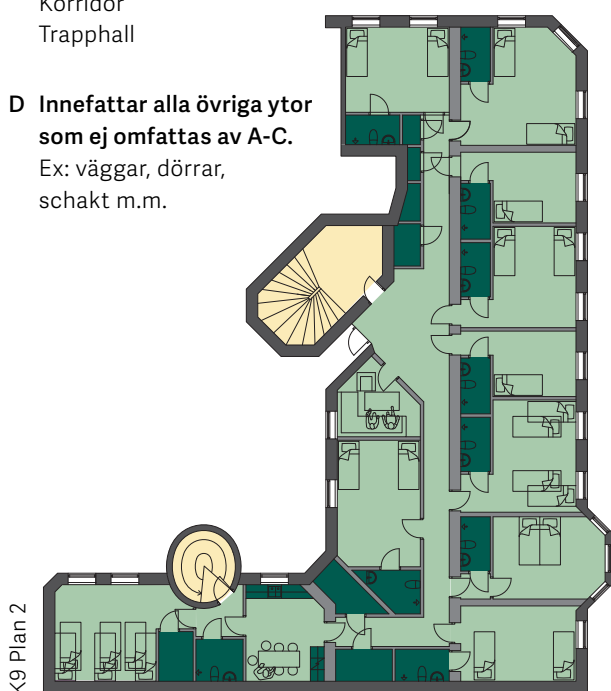 Korridor
Trapphall
D Innefattar alla övriga ytor
som ej omfattas av A-C.
Ex: väggar, dörrar,
schakt m.m.
K9 Plan 2